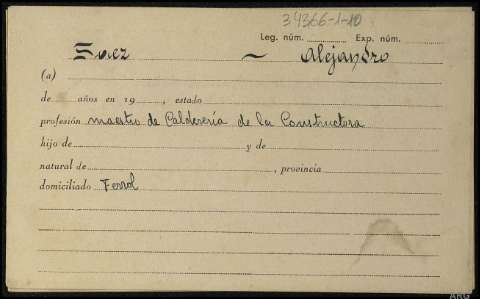 34366-1-10
Leg. núm. .......... Exp. núm. ..........
Saez ~ Alejandro
(a)
de años en 19 , estado
profesión maestro de Calderería de la Constructora
hijo de y de
natural de , provincia
domiciliado Ferrol
ARG